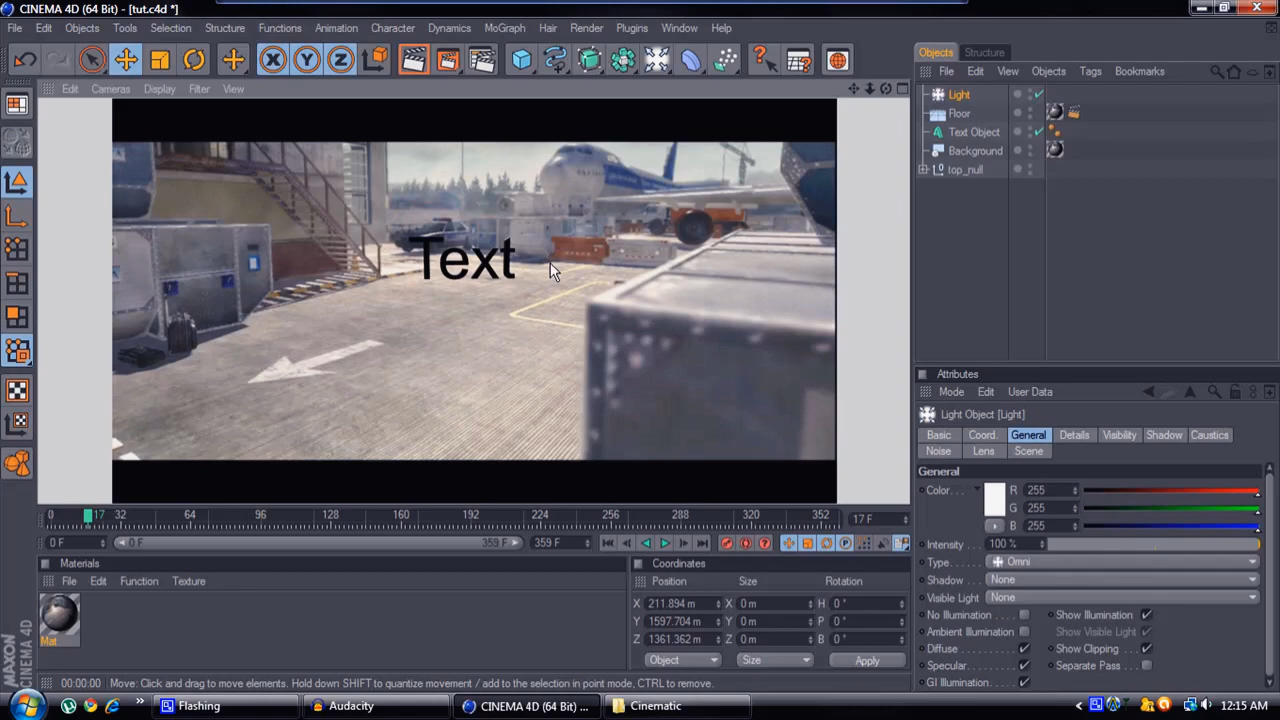 CINEMA 4D (64 Bit) - [tut.c4d *]
File Edit Objects Tools Selection Structure Functions Animation Character Dynamics MoGraph Hair Render Plugins Window Help
X Y Z
Edit Cameras Display Filter View
Text
0 17 32 64 96 128 160 192 224 256 288 320 352 17 F
0 F 0 F 359 F 359 F
Materials
File Edit Function Texture
Mat
MAXON
CINEMA 4D
Coordinates
Position Size Rotation
X 211.894 m X 0 m H 0 °
Y 1597.704 m Y 0 m P 0 °
Z 1361.362 m Z 0 m B 0 °
Object Size Apply
00:00:00 Move: Click and drag to move elements. Hold down SHIFT to quantize movement / add to the selection in point mode, CTRL to remove.
Objects Structure
File Edit View Objects Tags Bookmarks
Light
Floor
Text Object
Background
top_null
Attributes
Mode Edit User Data
Light Object [Light]
Basic Coord. General Details Visibility Shadow Caustics
Noise Lens Scene
General
Color. . . R 255
G 255
B 255
Intensity 100 %
Type Omni
Shadow None
Visible Light None
No Illumination Show Illumination
Ambient Illumination Show Visible Light
Diffuse Show Clipping
Specular Separate Pass
GI Illumination
» Flashing Audacity CINEMA 4D (64 Bit) ... Cinematic 12:15 AM